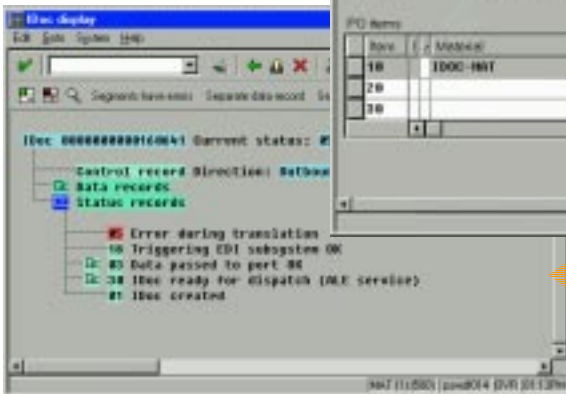 IDoc display
Edit Goto System Help
Segments have errors Separate data record
PO items
Item Material
10 IDOC-MAT
20
30
IDoc 0000000000160641 Current status: 05
Control record Direction: Outbou
Data records
Status records
05 Error during translation
18 Triggering EDI subsystem OK
03 Data passed to port OK
30 IDoc ready for dispatch (ALE service)
01 IDoc created
OVR